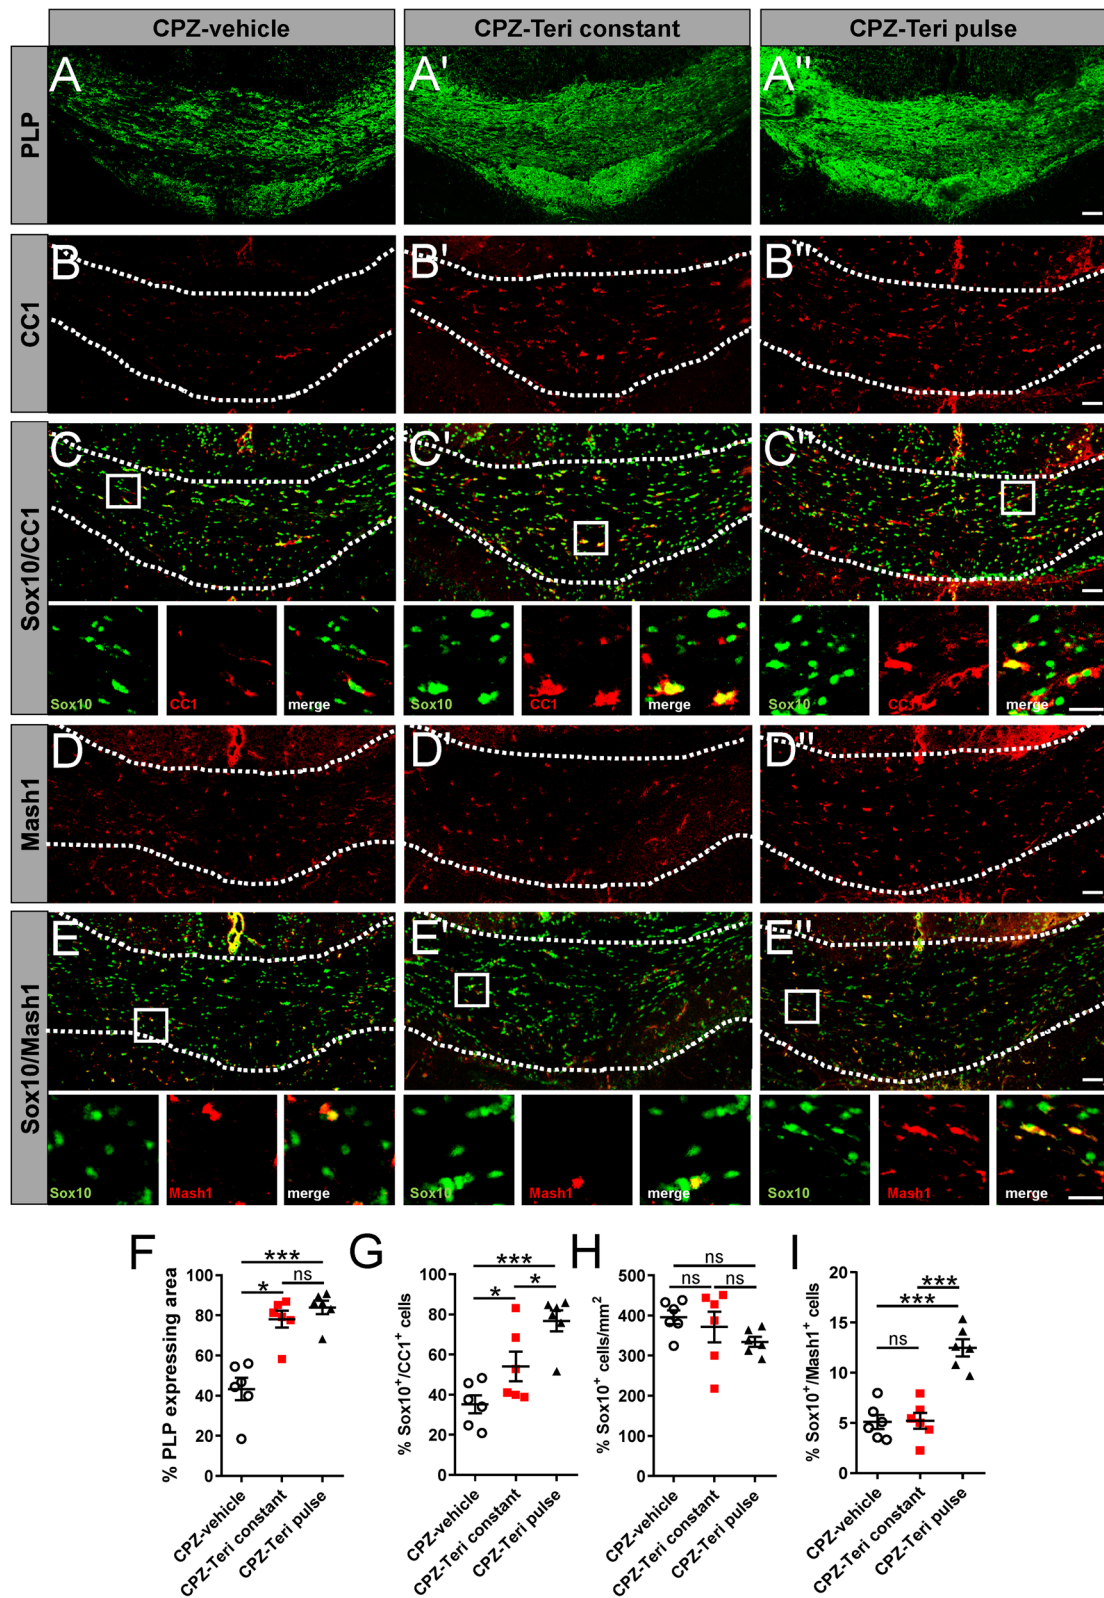 CPZ-vehicle CPZ-Teri constant CPZ-Teri pulse
PLP
A A' A''
CC1
B B' B''
Sox10/CC1
C C' C''
Sox10 CC1 merge Sox10 CC1 merge Sox10 CC1 merge
Mash1
D D' D''
Sox10/Mash1
E E' E''
Sox10 Mash1 merge Sox10 Mash1 merge Sox10 Mash1 merge
F
% PLP expressing area
100
80
60
40
20
0
***
* ns
CPZ-vehicle
CPZ-Teri constant
CPZ-Teri pulse
G
% Sox10⁺/CC1⁺ cells
100
80
60
40
20
0
***
* *
CPZ-vehicle
CPZ-Teri constant
CPZ-Teri pulse
H
% Sox10⁺ cells/mm²
500
400
300
200
100
0
ns
ns ns
CPZ-vehicle
CPZ-Teri constant
CPZ-Teri pulse
I
% Sox10⁺/Mash1⁺ cells
20
15
10
5
0
***
***
ns
CPZ-vehicle
CPZ-Teri constant
CPZ-Teri pulse